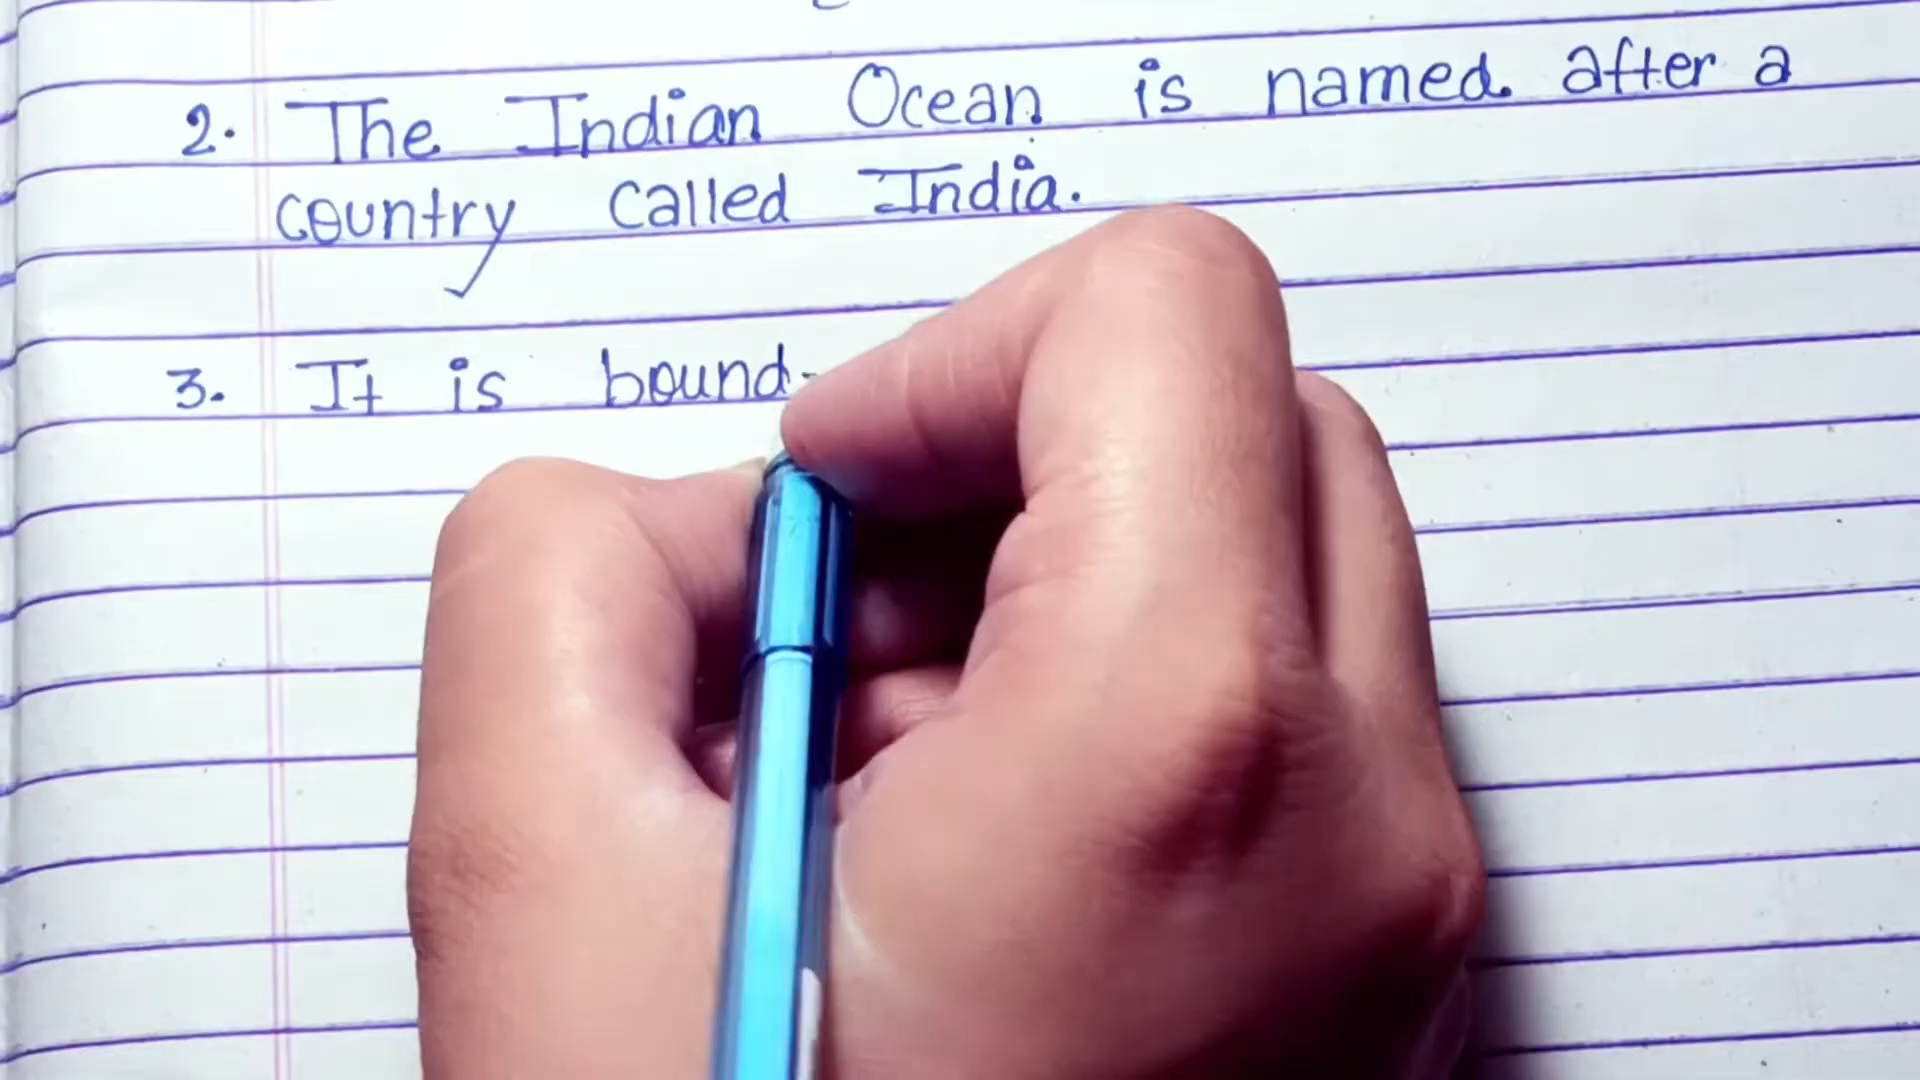 2. The Indian Ocean is named after a
country called India.
3. It is bound